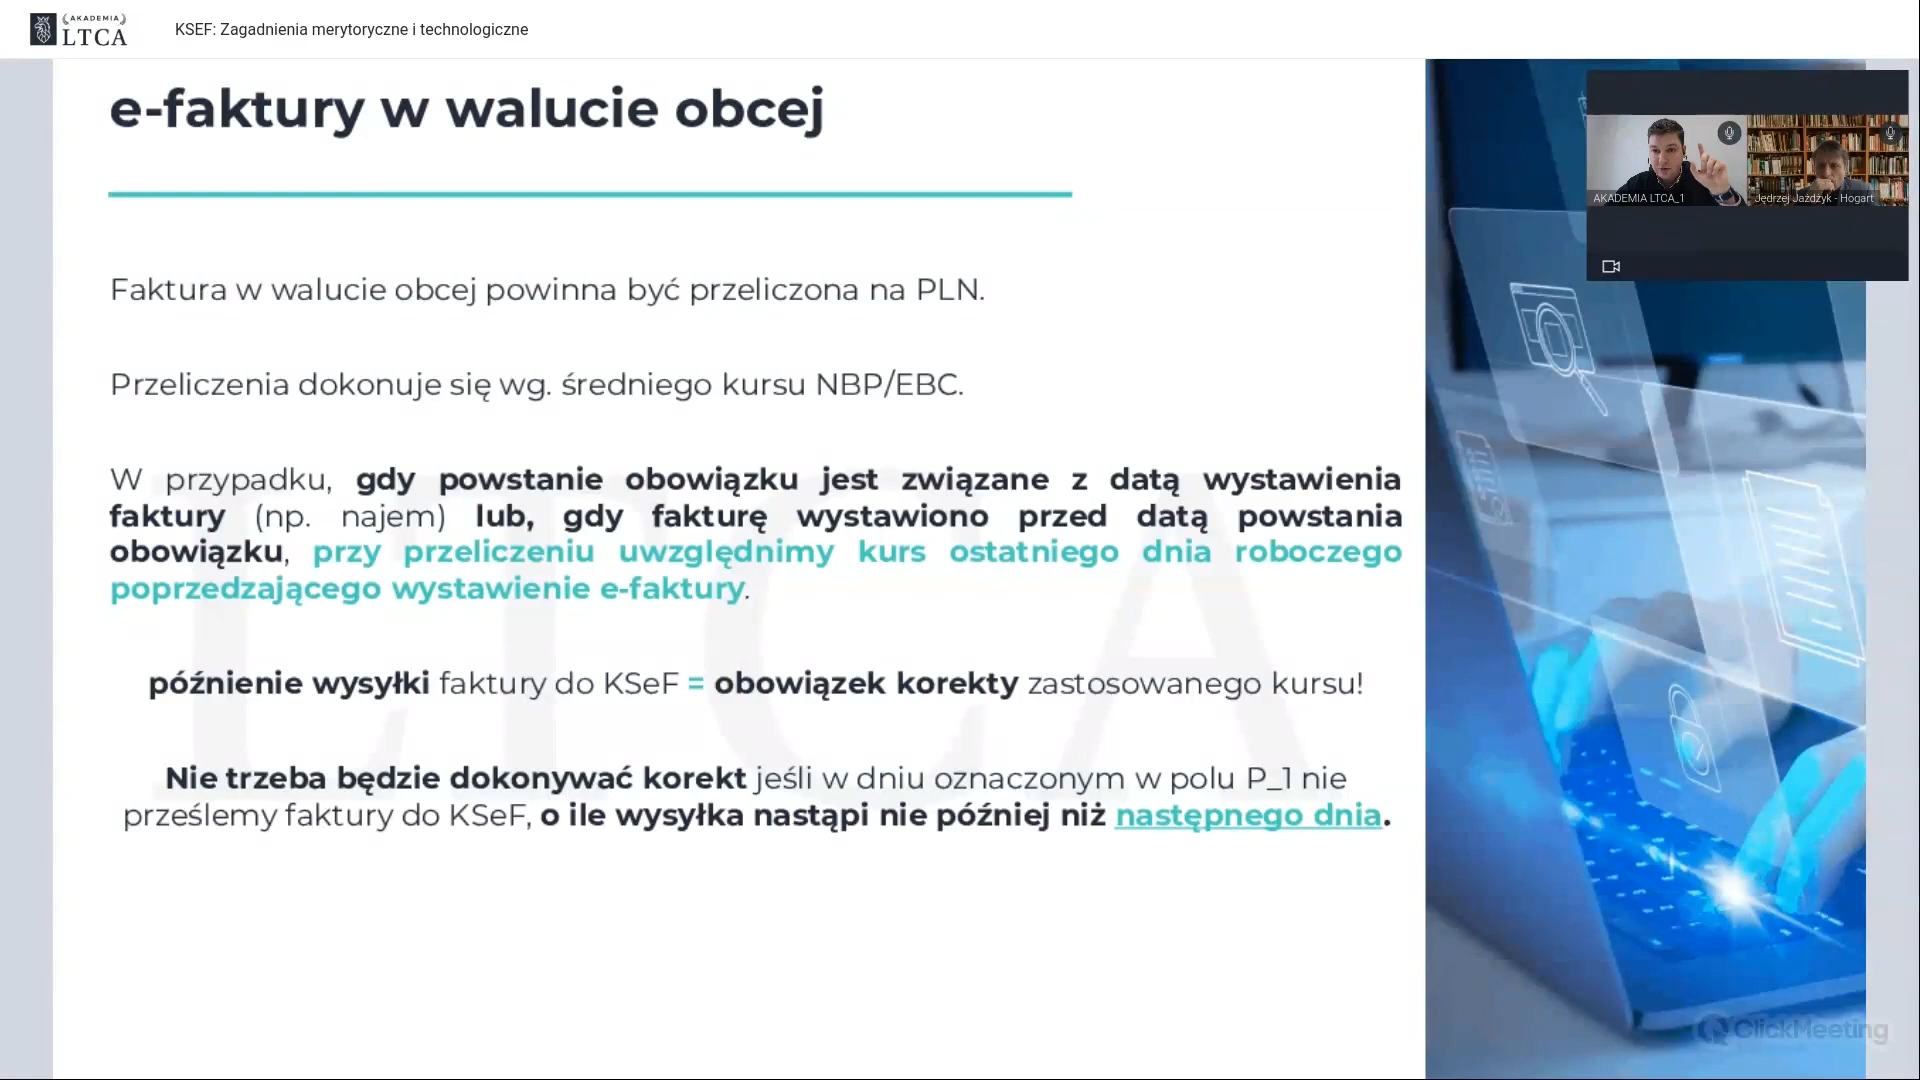 AKADEMIA
LTCA
KSEF: Zagadnienia merytoryczne i technologiczne
e-faktury w walucie obcej
AKADEMIA LTCA_1
Jędrzej Jażdżyk - Hogart
Faktura w walucie obcej powinna być przeliczona na PLN.
Przeliczenia dokonuje się wg. średniego kursu NBP/EBC.
W przypadku, gdy powstanie obowiązku jest związane z datą wystawienia
faktury (np. najem) lub, gdy fakturę wystawiono przed datą powstania
obowiązku, przy przeliczeniu uwzględnimy kurs ostatniego dnia roboczego
poprzedzającego wystawienie e-faktury.
późnienie wysyłki faktury do KSeF = obowiązek korekty zastosowanego kursu!
Nie trzeba będzie dokonywać korekt jeśli w dniu oznaczonym w polu P_1 nie
prześlemy faktury do KSeF, o ile wysyłka nastąpi nie później niż następnego dnia.
LTCA
ClickMeeting